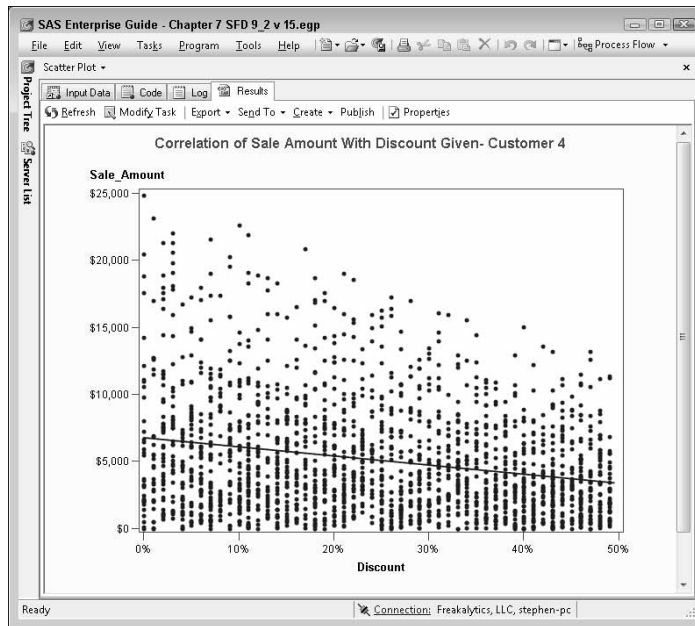 SAS Enterprise Guide - Chapter 7 SFD 9_2 v 15.egp
File Edit View Tasks Program Tools Help Process Flow
Scatter Plot
Project Tree
Server List
Input Data Code Log Results
Refresh Modify Task Export Send To Create Publish Properties
Correlation of Sale Amount With Discount Given- Customer 4
Sale_Amount
$25,000
$20,000
$15,000
$10,000
$5,000
$0
0% 10% 20% 30% 40% 50%
Discount
Ready Connection: Freakalytics, LLC, stephen-pc